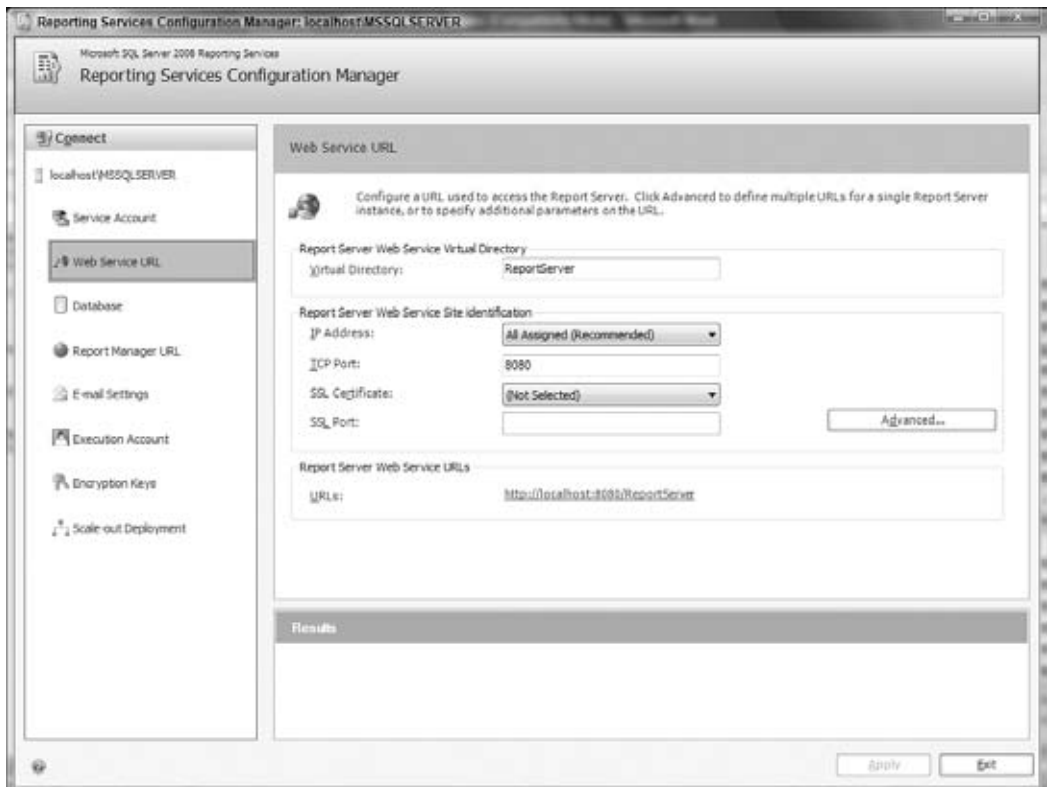 Reporting Services Configuration Manager: localhost\MSSQLSERVER
Microsoft SQL Server 2008 Reporting Services
Reporting Services Configuration Manager
Connect
localhost\MSSQLSERVER
Service Account
Web Service URL
Database
Report Manager URL
E-mail Settings
Execution Account
Encryption Keys
Scale-out Deployment
Web Service URL
Configure a URL used to access the Report Server. Click Advanced to define multiple URLs for a single Report Server
instance, or to specify additional parameters on the URL.
Report Server Web Service Virtual Directory
Virtual Directory: ReportServer
Report Server Web Service Site identification
IP Address: All Assigned (Recommended)
TCP Port: 8080
SSL Certificate: (Not Selected)
SSL Port:
Advanced...
Report Server Web Service URLs
URLs: http://localhost:8080/ReportServer
Results
Apply Exit